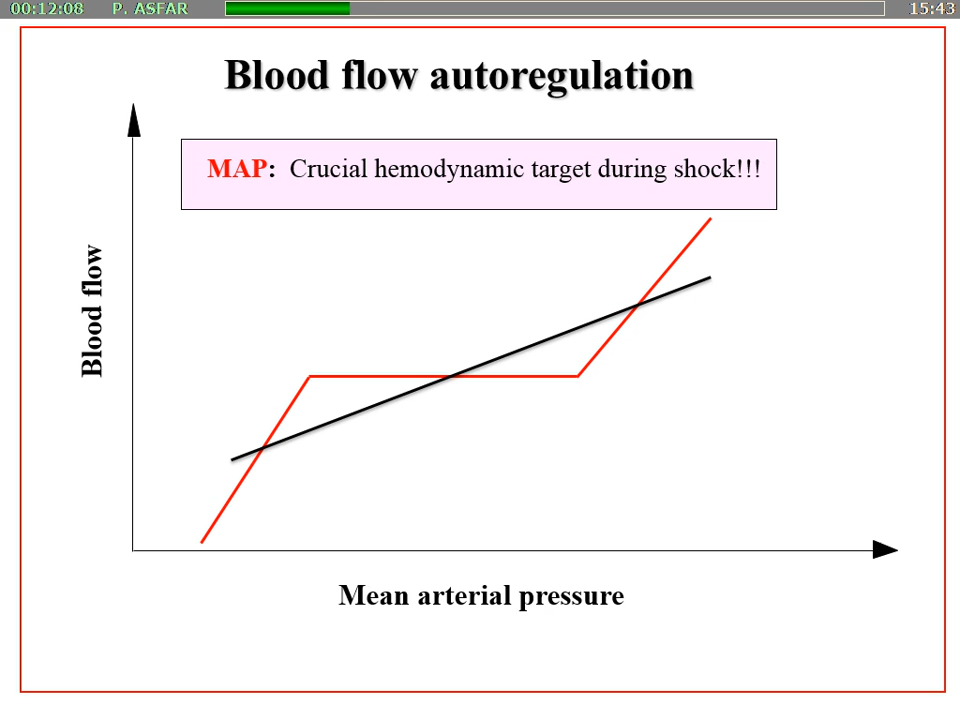 00:12:08 P. ASFAR 15:43
Blood flow autoregulation
MAP: Crucial hemodynamic target during shock!!!
Blood flow
Mean arterial pressure